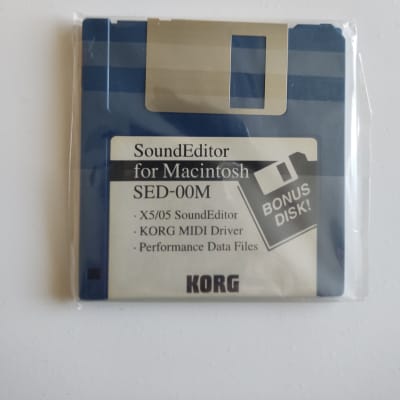 SoundEditor
for Macintosh
SED-00M
· X5/05 SoundEditor
· KORG MIDI Driver
· Performance Data Files
BONUS
DISK!
KORG